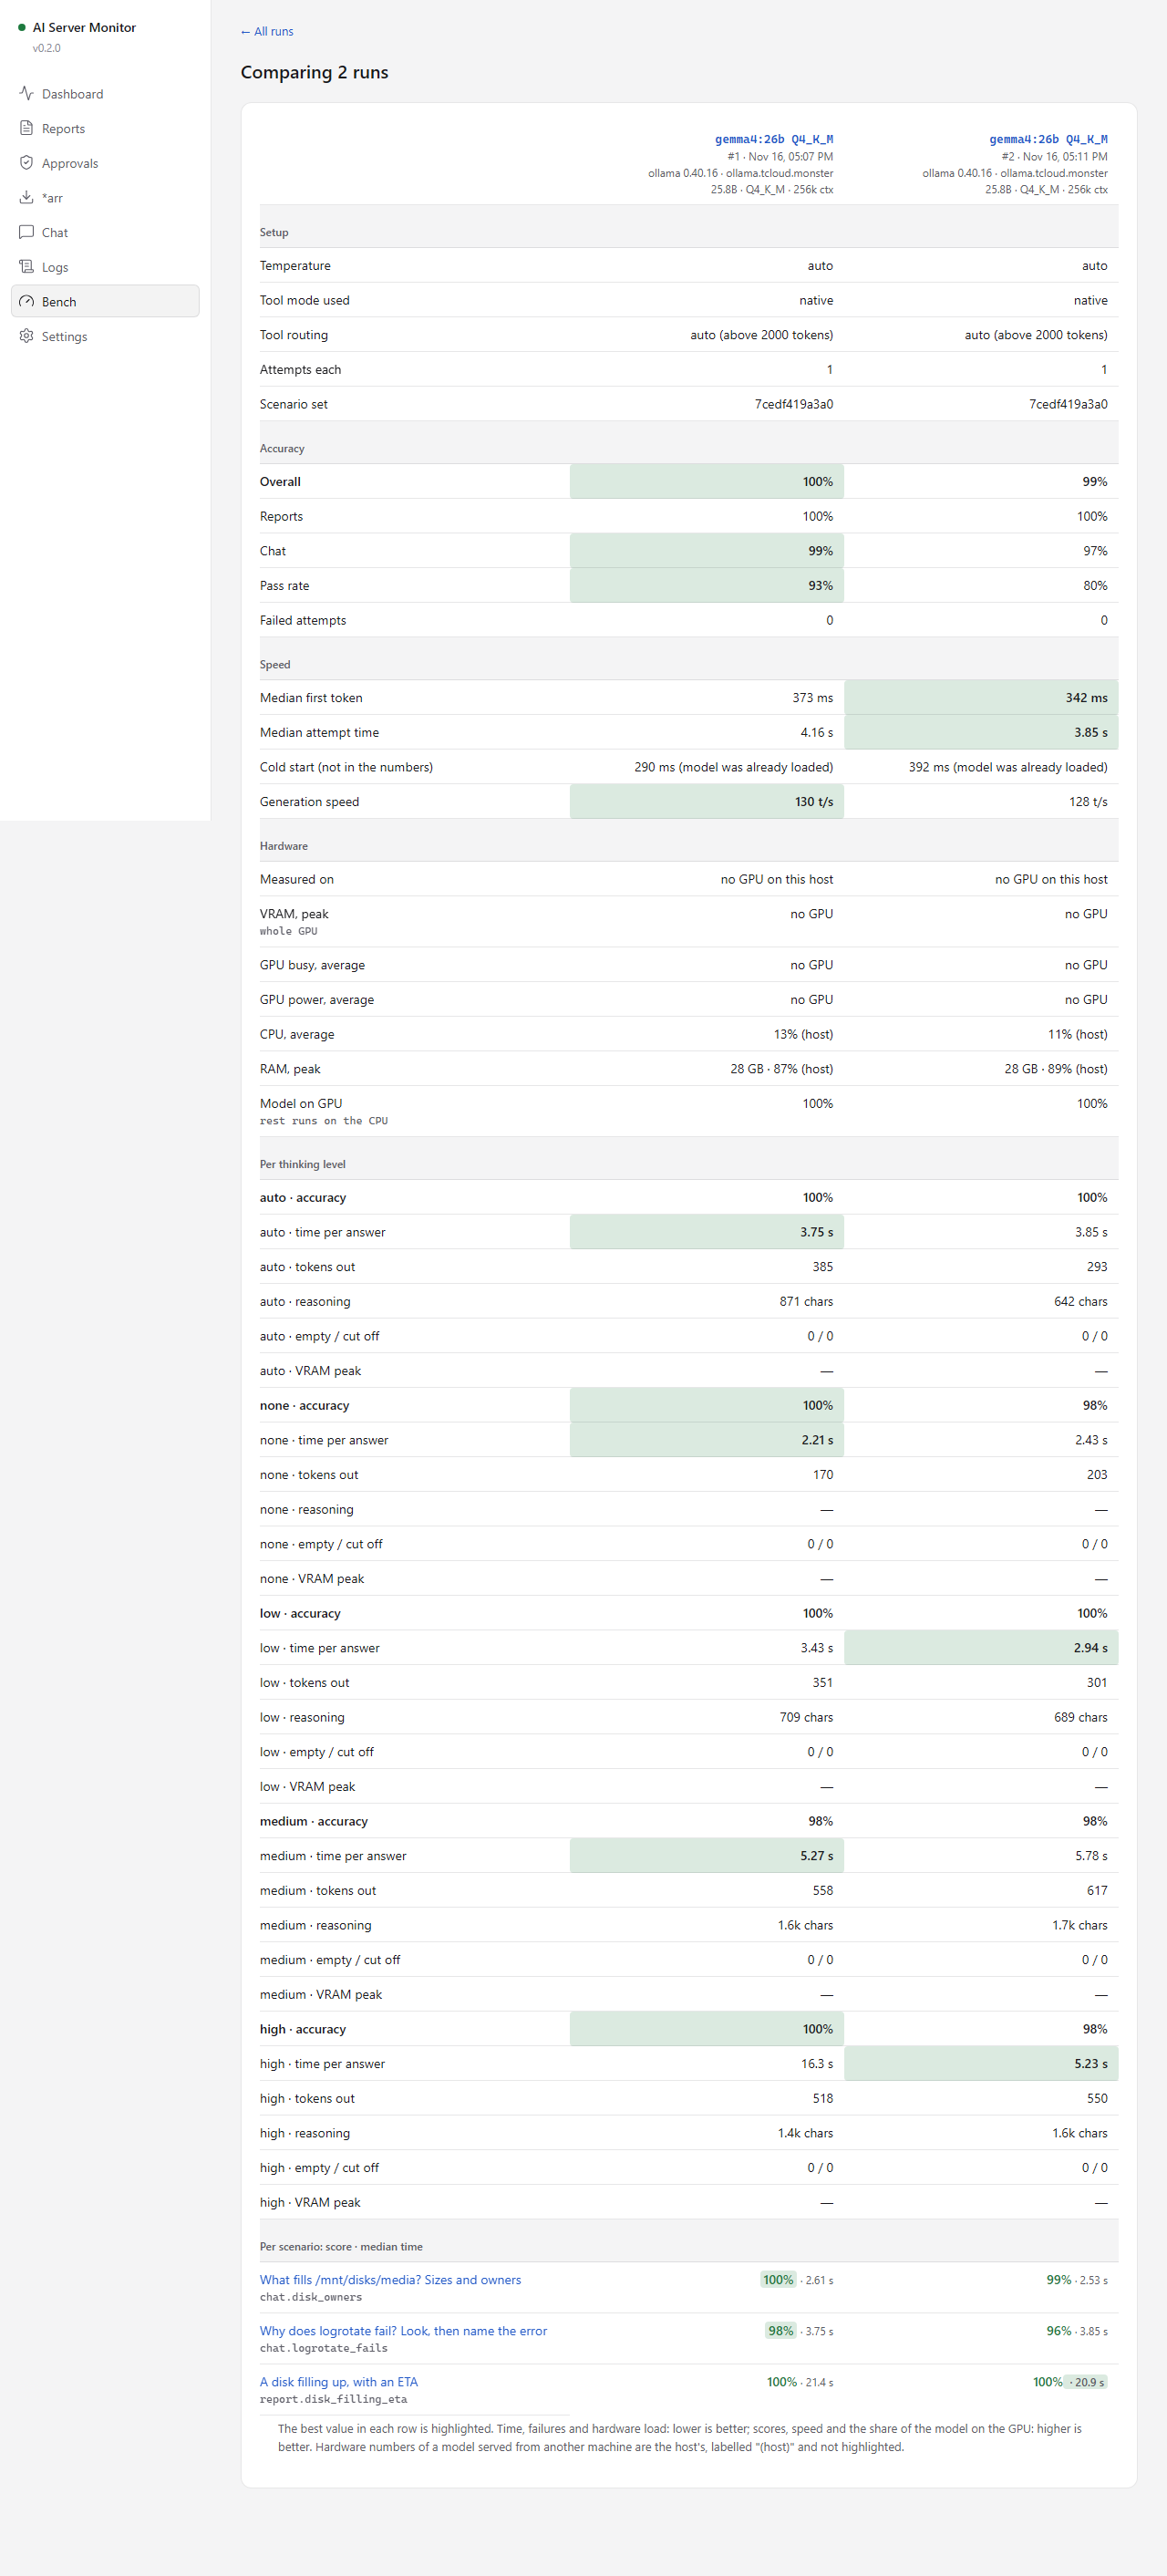 AI Server Monitor
v0.2.0
Dashboard
Reports
Approvals
*arr
Chat
Logs
Bench
Settings
← All runs
Comparing 2 runs
gemma4:26b Q4_K_M gemma4:26b Q4_K_M
#1 · Nov 16, 05:07 PM #2 · Nov 16, 05:11 PM
ollama 0.40.16 · ollama.tcloud.monster ollama 0.40.16 · ollama.tcloud.monster
25.8B · Q4_K_M · 256k ctx 25.8B · Q4_K_M · 256k ctx
Setup
Temperature auto auto
Tool mode used native native
Tool routing auto (above 2000 tokens) auto (above 2000 tokens)
Attempts each 1 1
Scenario set 7cedf419a3a0 7cedf419a3a0
Accuracy
Overall 100% 99%
Reports 100% 100%
Chat 99% 97%
Pass rate 93% 80%
Failed attempts 0 0
Speed
Median first token 373 ms 342 ms
Median attempt time 4.16 s 3.85 s
Cold start (not in the numbers) 290 ms (model was already loaded) 392 ms (model was already loaded)
Generation speed 130 t/s 128 t/s
Hardware
Measured on no GPU on this host no GPU on this host
VRAM, peak no GPU no GPU
whole GPU
GPU busy, average no GPU no GPU
GPU power, average no GPU no GPU
CPU, average 13% (host) 11% (host)
RAM, peak 28 GB · 87% (host) 28 GB · 89% (host)
Model on GPU 100% 100%
rest runs on the CPU
Per thinking level
auto · accuracy 100% 100%
auto · time per answer 3.75 s 3.85 s
auto · tokens out 385 293
auto · reasoning 871 chars 642 chars
auto · empty / cut off 0 / 0 0 / 0
auto · VRAM peak — —
none · accuracy 100% 98%
none · time per answer 2.21 s 2.43 s
none · tokens out 170 203
none · reasoning — —
none · empty / cut off 0 / 0 0 / 0
none · VRAM peak — —
low · accuracy 100% 100%
low · time per answer 3.43 s 2.94 s
low · tokens out 351 301
low · reasoning 709 chars 689 chars
low · empty / cut off 0 / 0 0 / 0
low · VRAM peak — —
medium · accuracy 98% 98%
medium · time per answer 5.27 s 5.78 s
medium · tokens out 558 617
medium · reasoning 1.6k chars 1.7k chars
medium · empty / cut off 0 / 0 0 / 0
medium · VRAM peak — —
high · accuracy 100% 98%
high · time per answer 16.3 s 5.23 s
high · tokens out 518 550
high · reasoning 1.4k chars 1.6k chars
high · empty / cut off 0 / 0 0 / 0
high · VRAM peak — —
Per scenario: score · median time
What fills /mnt/disks/media? Sizes and owners 100% · 2.61 s 99% · 2.53 s
chat.disk_owners
Why does logrotate fail? Look, then name the error 98% · 3.75 s 96% · 3.85 s
chat.logrotate_fails
A disk filling up, with an ETA 100% · 21.4 s 100% · 20.9 s
report.disk_filling_eta
The best value in each row is highlighted. Time, failures and hardware load: lower is better; scores, speed and the share of the model on the GPU: higher is
better. Hardware numbers of a model served from another machine are the host's, labelled "(host)" and not highlighted.